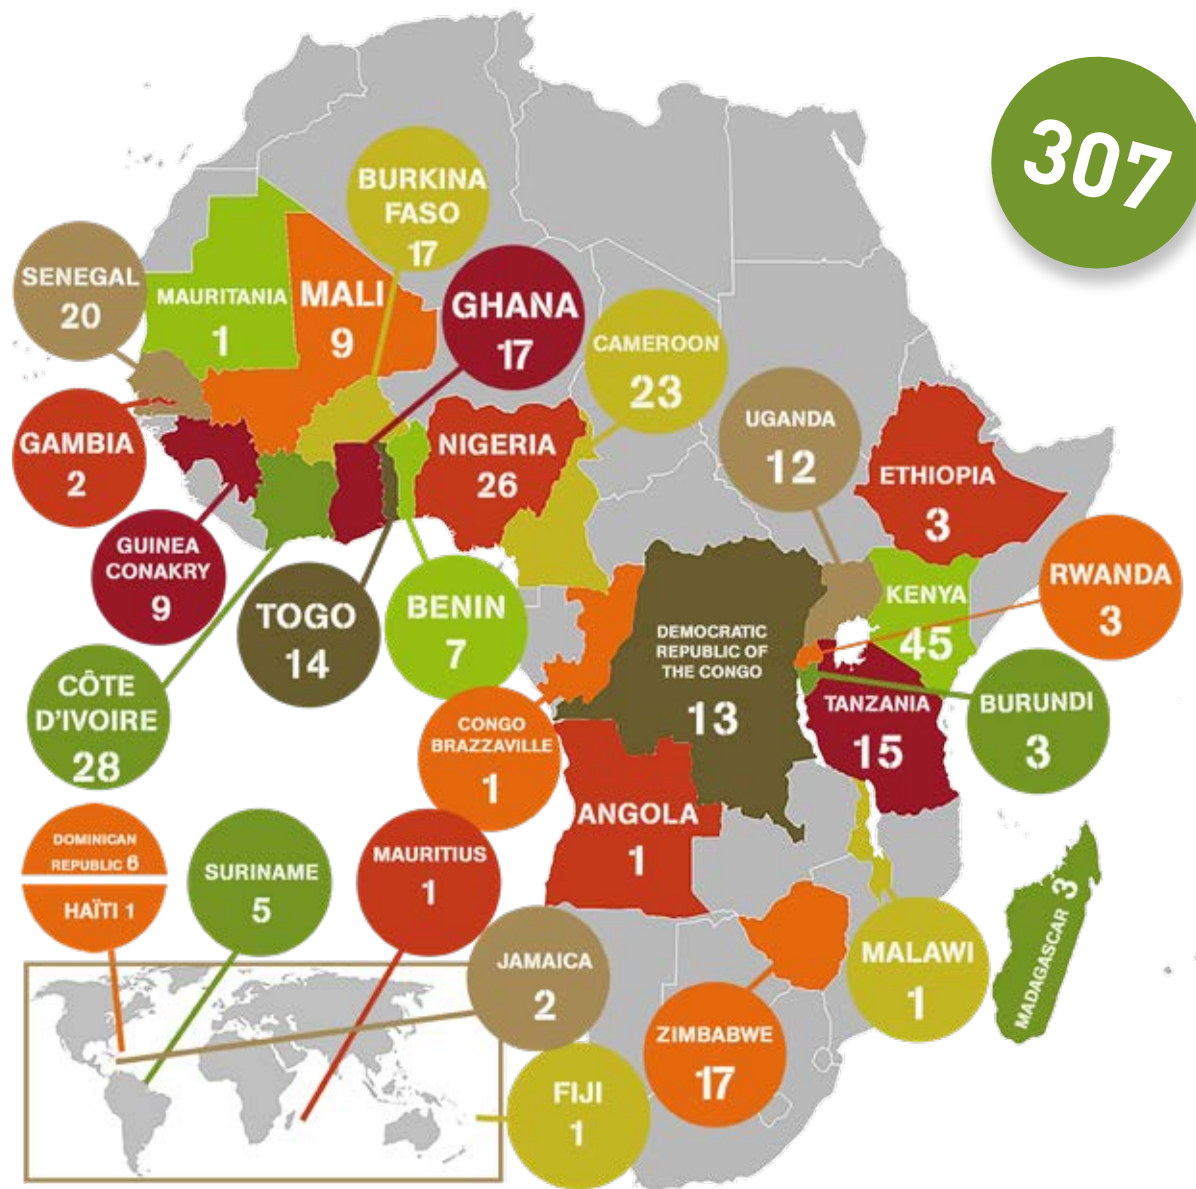 307
BURKINA
FASO
17
SENEGAL
20
MAURITANIA
1
MALI
9
GHANA
17
CAMEROON
23
GAMBIA
2
NIGERIA
26
UGANDA
12
ETHIOPIA
3
GUINEA
CONAKRY
9
TOGO
14
BENIN
7
DEMOCRATIC
REPUBLIC OF
THE CONGO
13
KENYA
45
RWANDA
3
CÔTE
D'IVOIRE
28
CONGO
BRAZZAVILLE
1
TANZANIA
15
BURUNDI
3
ANGOLA
1
DOMINICAN
REPUBLIC 6
HAÏTI 1
SURINAME
5
MAURITIUS
1
JAMAICA
2
MALAWI
1
MADAGASCAR 3
ZIMBABWE
17
FIJI
1